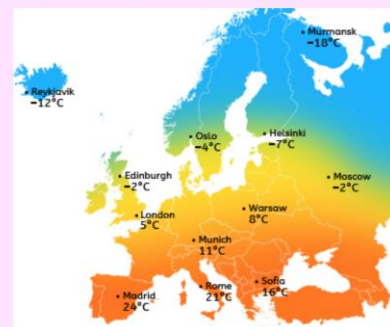 Murmansk
−18°C
Reykjavik
−12°C
Oslo
−4°C
Helsinki
−7°C
Edinburgh
−2°C
Moscow
−2°C
London
5°C
Warsaw
8°C
Munich
11°C
Madrid
24°C
Rome
21°C
Sofia
16°C